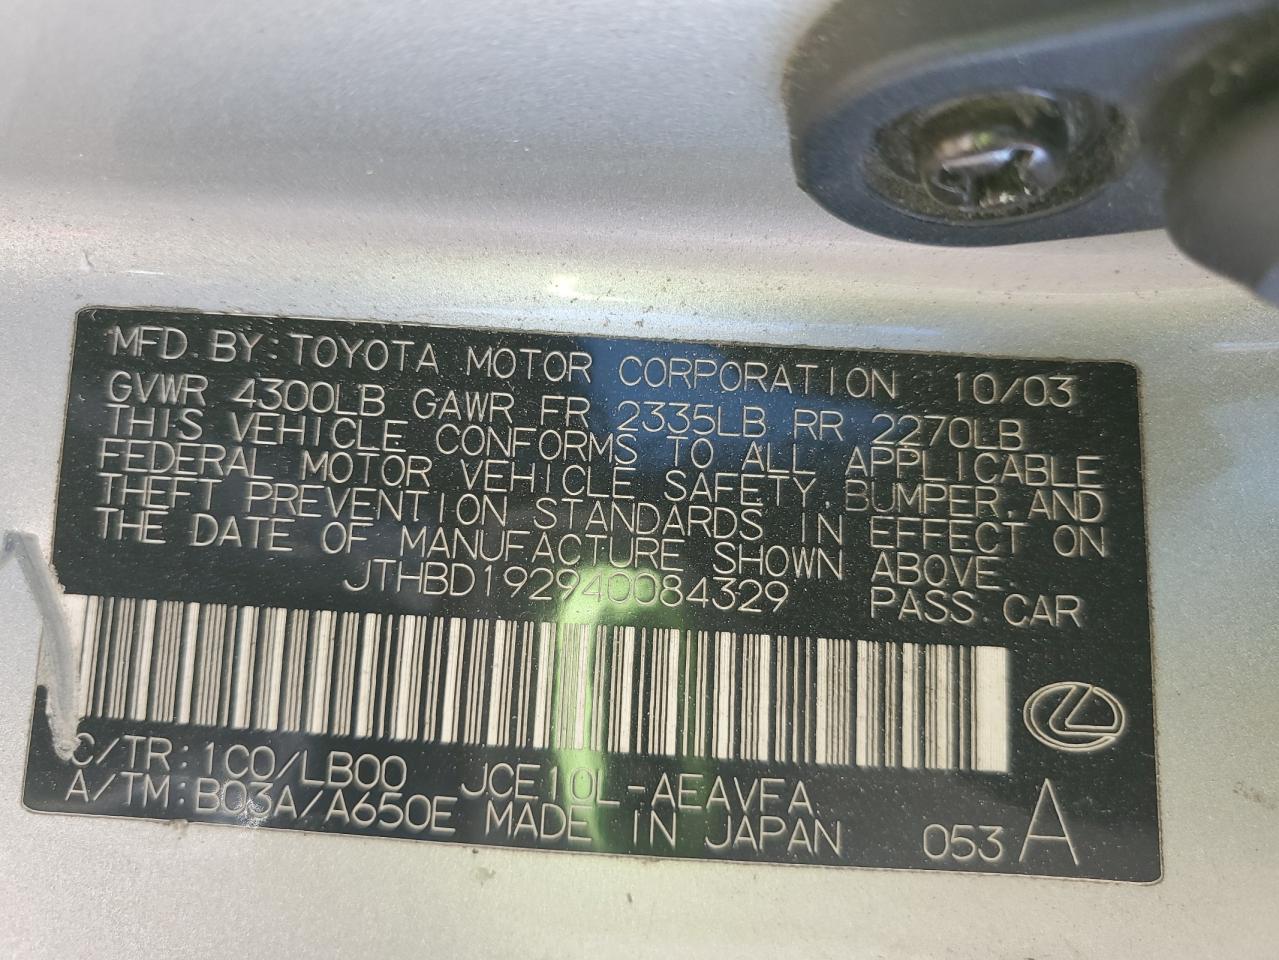 MFD. BY: TOYOTA MOTOR CORPORATION 10/03
GVWR 4300LB GAWR FR 2335LB RR 2270LB
THIS VEHICLE CONFORMS TO ALL APPLICABLE
FEDERAL MOTOR VEHICLE SAFETY, BUMPER, AND
THEFT PREVENTION STANDARDS IN EFFECT ON
THE DATE OF MANUFACTURE SHOWN ABOVE.
JTHBD192940084329 PASS. CAR
C/TR: 1C0/LB00 JCE10L-AEAVFA
A/TM: B03A/A650E MADE IN JAPAN 053 A